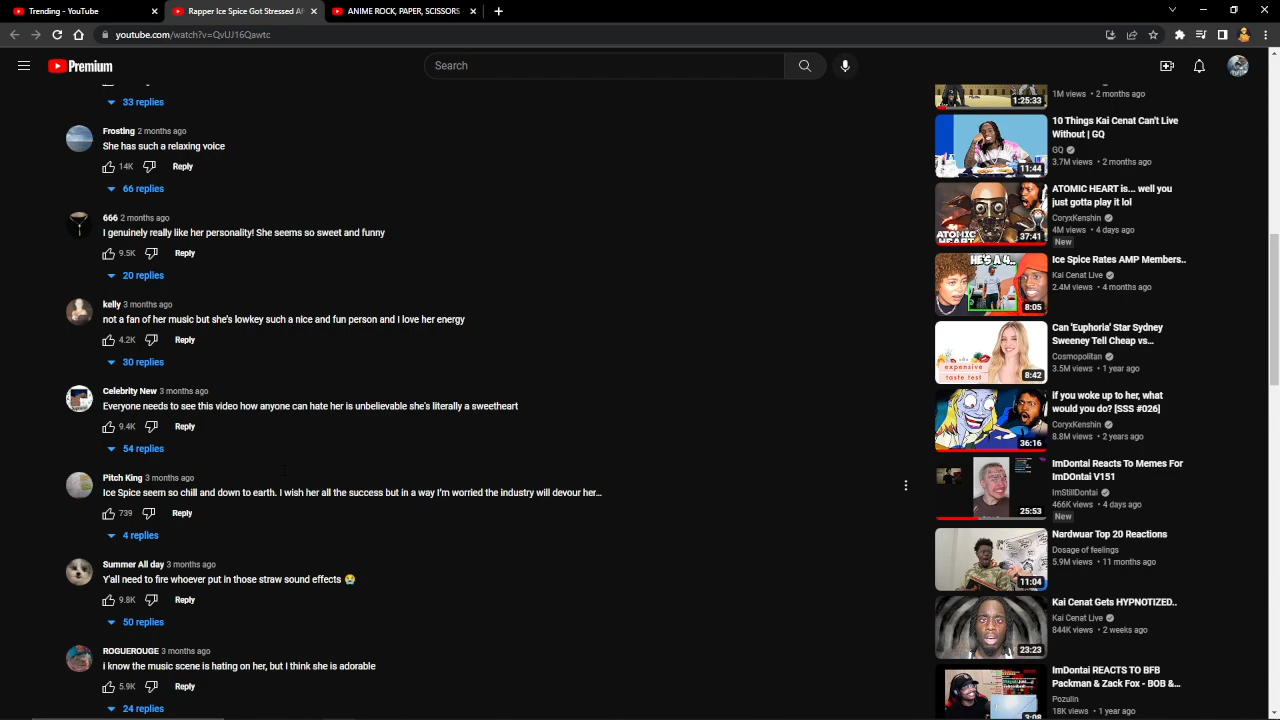 Trending - YouTube
Rapper Ice Spice Got Stressed Af
ANIME ROCK, PAPER, SCISSORS
youtube.com/watch?v=QvUJ16Qawtc
Premium
Search
33 replies
Frosting 2 months ago
She has such a relaxing voice
14K Reply
66 replies
666 2 months ago
I genuinely really like her personality! She seems so sweet and funny
9.5K Reply
20 replies
kelly 3 months ago
not a fan of her music but she's lowkey such a nice and fun person and I love her energy
4.2K Reply
30 replies
Celebrity New 3 months ago
Everyone needs to see this video how anyone can hate her is unbelievable she's literally a sweetheart
9.4K Reply
54 replies
Pitch King 3 months ago
Ice Spice seem so chill and down to earth. I wish her all the success but in a way I'm worried the industry will devour her...
739 Reply
4 replies
Summer All day 3 months ago
Y'all need to fire whoever put in those straw sound effects 😭
9.8K Reply
50 replies
ROGUEROUGE 3 months ago
i know the music scene is hating on her, but I think she is adorable
5.9K Reply
24 replies
1:25:33
1M views • 2 months ago
11:44
10 Things Kai Cenat Can't Live
Without | GQ
GQ
3.7M views • 2 months ago
ATOMIC HEART
37:41
ATOMIC HEART is... well you
just gotta play it lol
CoryxKenshin
4M views • 4 days ago
New
HE'S A 4...
8:05
Ice Spice Rates AMP Members..
Kai Cenat Live
2.4M views • 4 months ago
expensive
taste test
8:42
Can 'Euphoria' Star Sydney
Sweeney Tell Cheap vs...
Cosmopolitan
3.5M views • 1 year ago
36:16
If you woke up to her, what
would you do? [SSS #026]
CoryxKenshin
8.8M views • 2 years ago
25:53
ImDontai Reacts To Memes For
ImDOntai V151
ImStillDontai
466K views • 4 days ago
New
11:04
Nardwuar Top 20 Reactions
Dosage of feelings
5.9M views • 11 months ago
23:23
Kai Cenat Gets HYPNOTIZED..
Kai Cenat Live
844K views • 2 weeks ago
3:08
ImDontai REACTS TO BFB
Packman & Zack Fox - BOB &...
Pozulin
18K views • 1 year ago